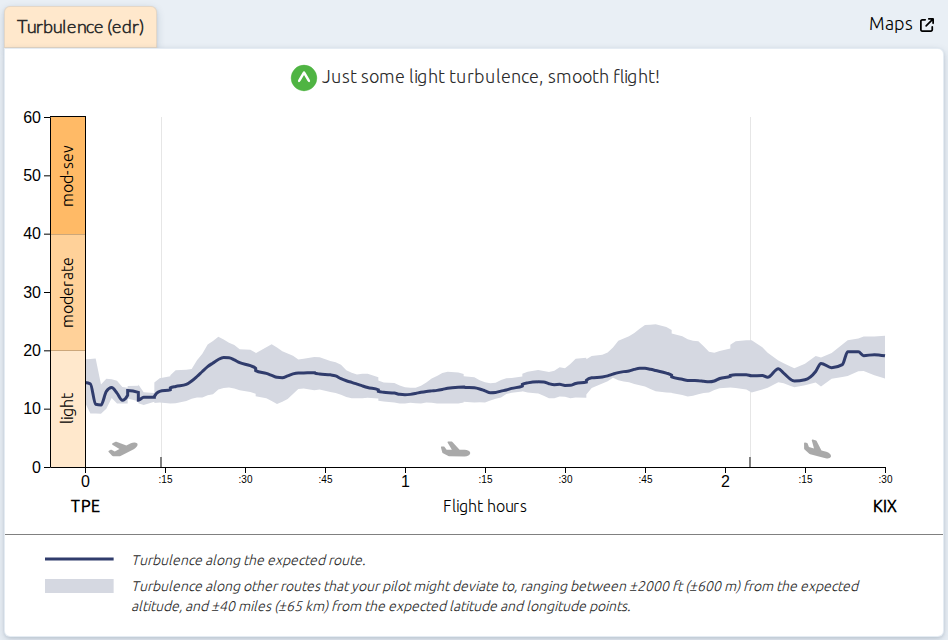 Turbulence (edr)
Maps
Just some light turbulence, smooth flight!
60
50
40
30
20
10
0
mod-sev
moderate
light
0 :15 :30 :45 1 :15 :30 :45 2 :15 :30
TPE Flight hours KIX
Turbulence along the expected route.
Turbulence along other routes that your pilot might deviate to, ranging between ±2000 ft (±600 m) from the expected
altitude, and ±40 miles (±65 km) from the expected latitude and longitude points.